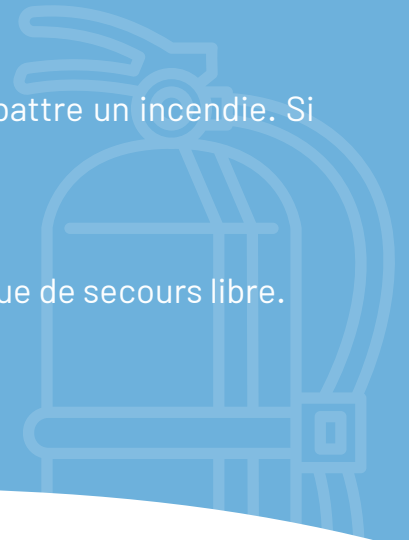 battre un incendie. Si
ue de secours libre.